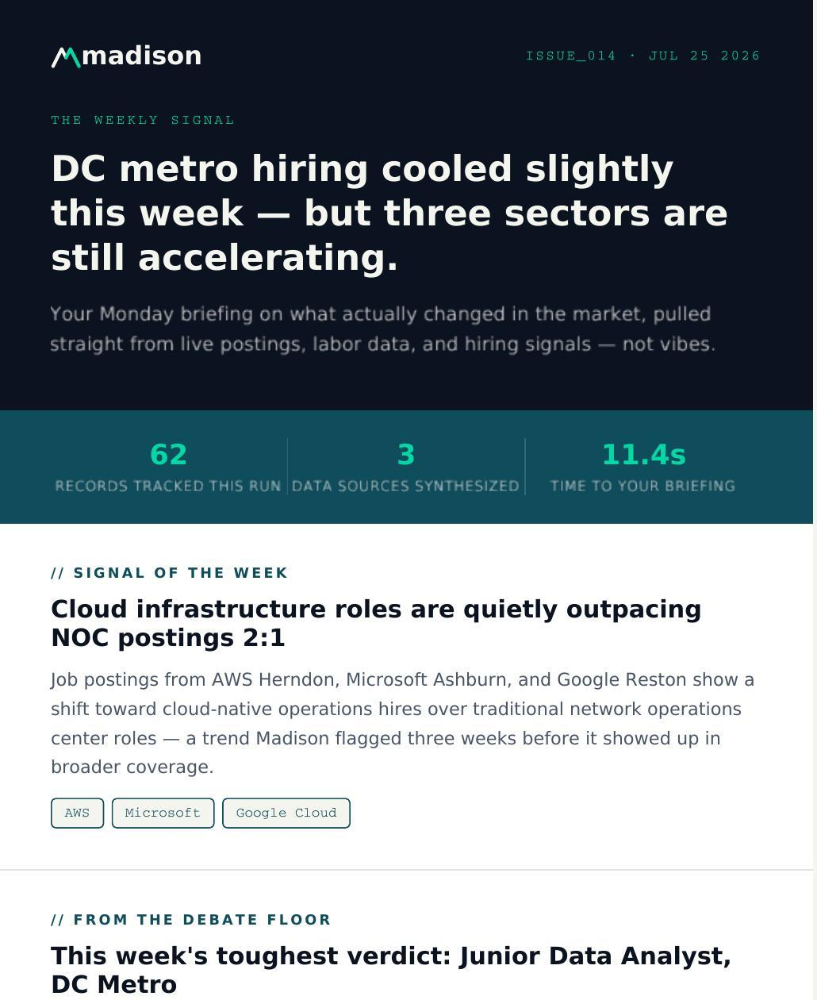 madison
ISSUE_014 · JUL 25 2026
THE WEEKLY SIGNAL
DC metro hiring cooled slightly
this week — but three sectors are
still accelerating.
Your Monday briefing on what actually changed in the market, pulled
straight from live postings, labor data, and hiring signals — not vibes.
62
RECORDS TRACKED THIS RUN
3
DATA SOURCES SYNTHESIZED
11.4s
TIME TO YOUR BRIEFING
// SIGNAL OF THE WEEK
Cloud infrastructure roles are quietly outpacing
NOC postings 2:1
Job postings from AWS Herndon, Microsoft Ashburn, and Google Reston show a
shift toward cloud-native operations hires over traditional network operations
center roles — a trend Madison flagged three weeks before it showed up in
broader coverage.
AWS
Microsoft
Google Cloud
// FROM THE DEBATE FLOOR
This week's toughest verdict: Junior Data Analyst,
DC Metro